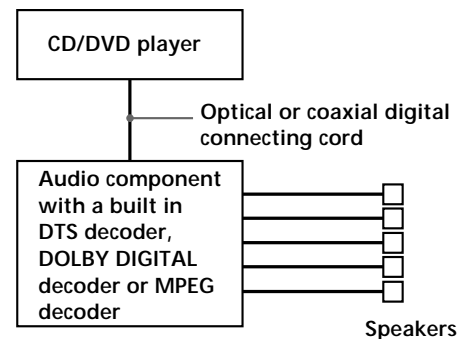 CD/DVD player
Optical or coaxial digital
connecting cord
Audio component
with a built in
DTS decoder,
DOLBY DIGITAL
decoder or MPEG
decoder
Speakers